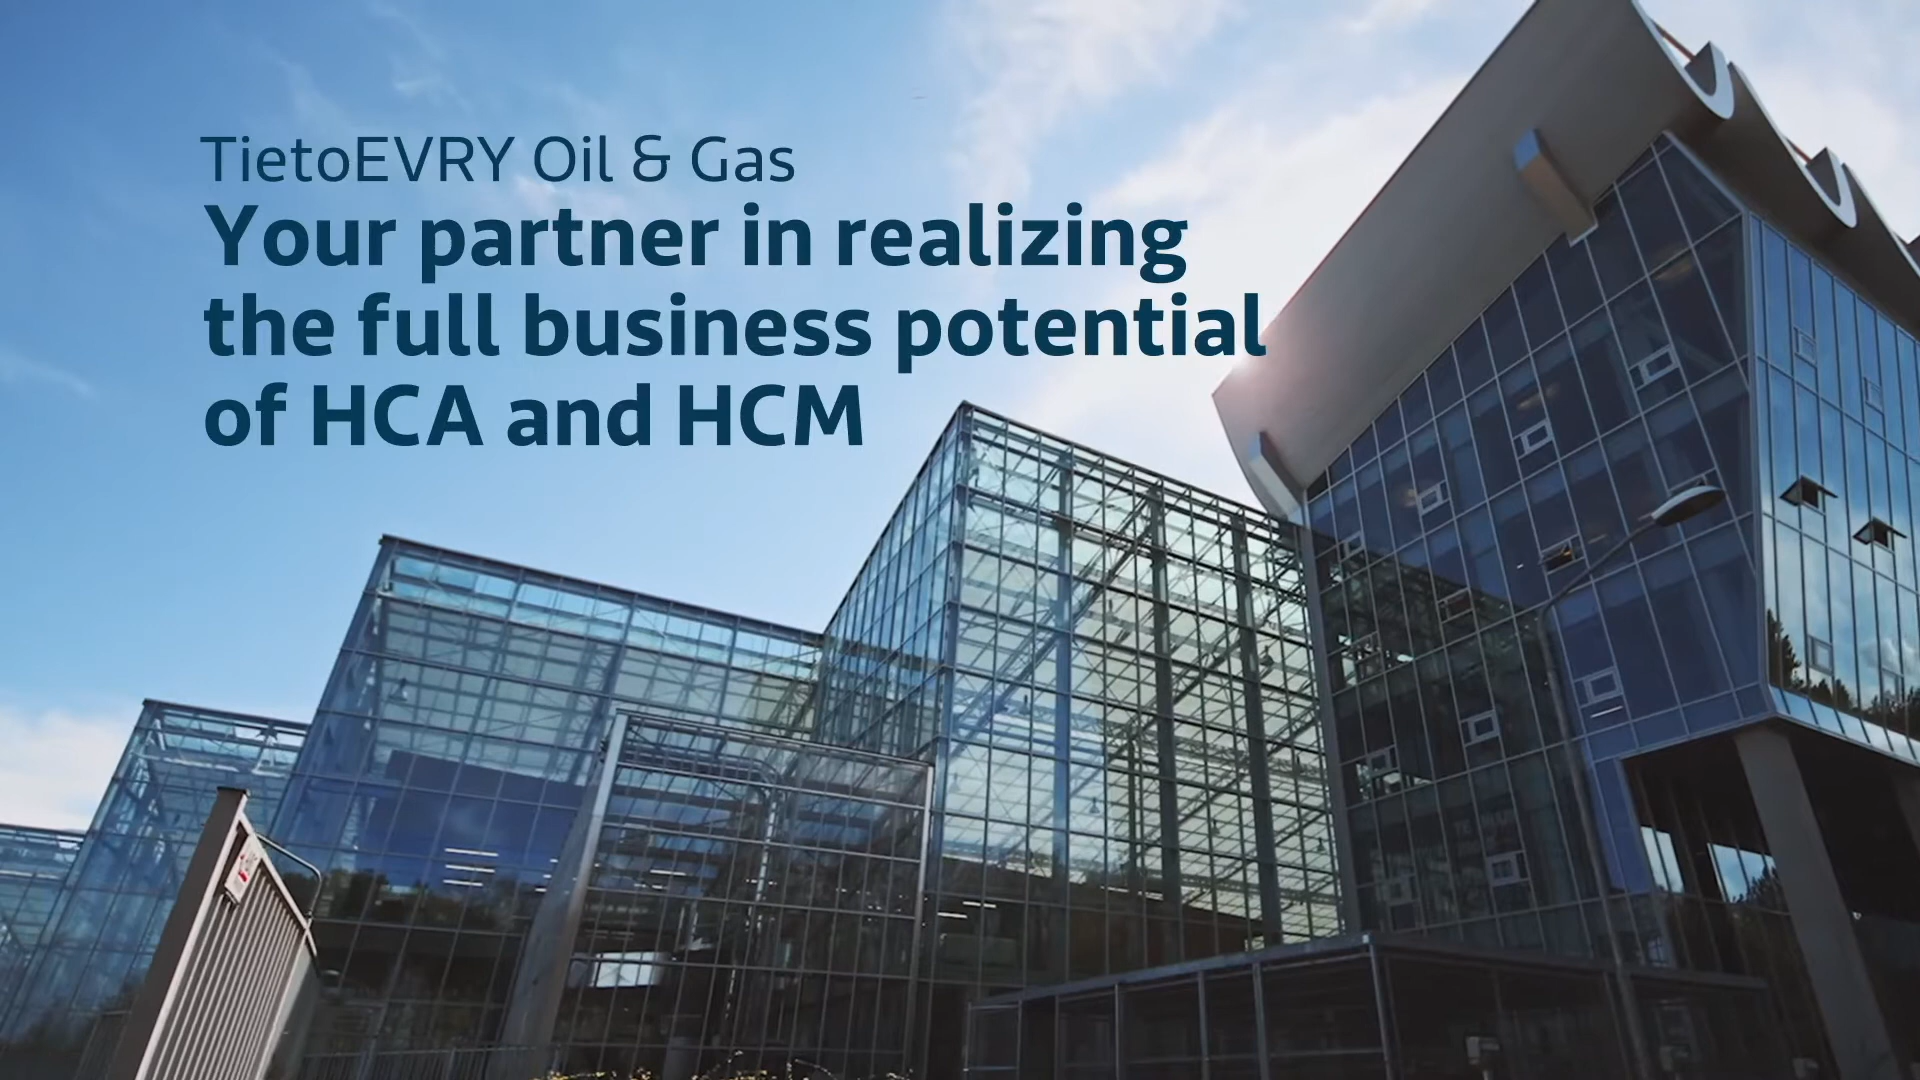 TietoEVRY Oil & Gas
Your partner in realizing
the full business potential
of HCA and HCM